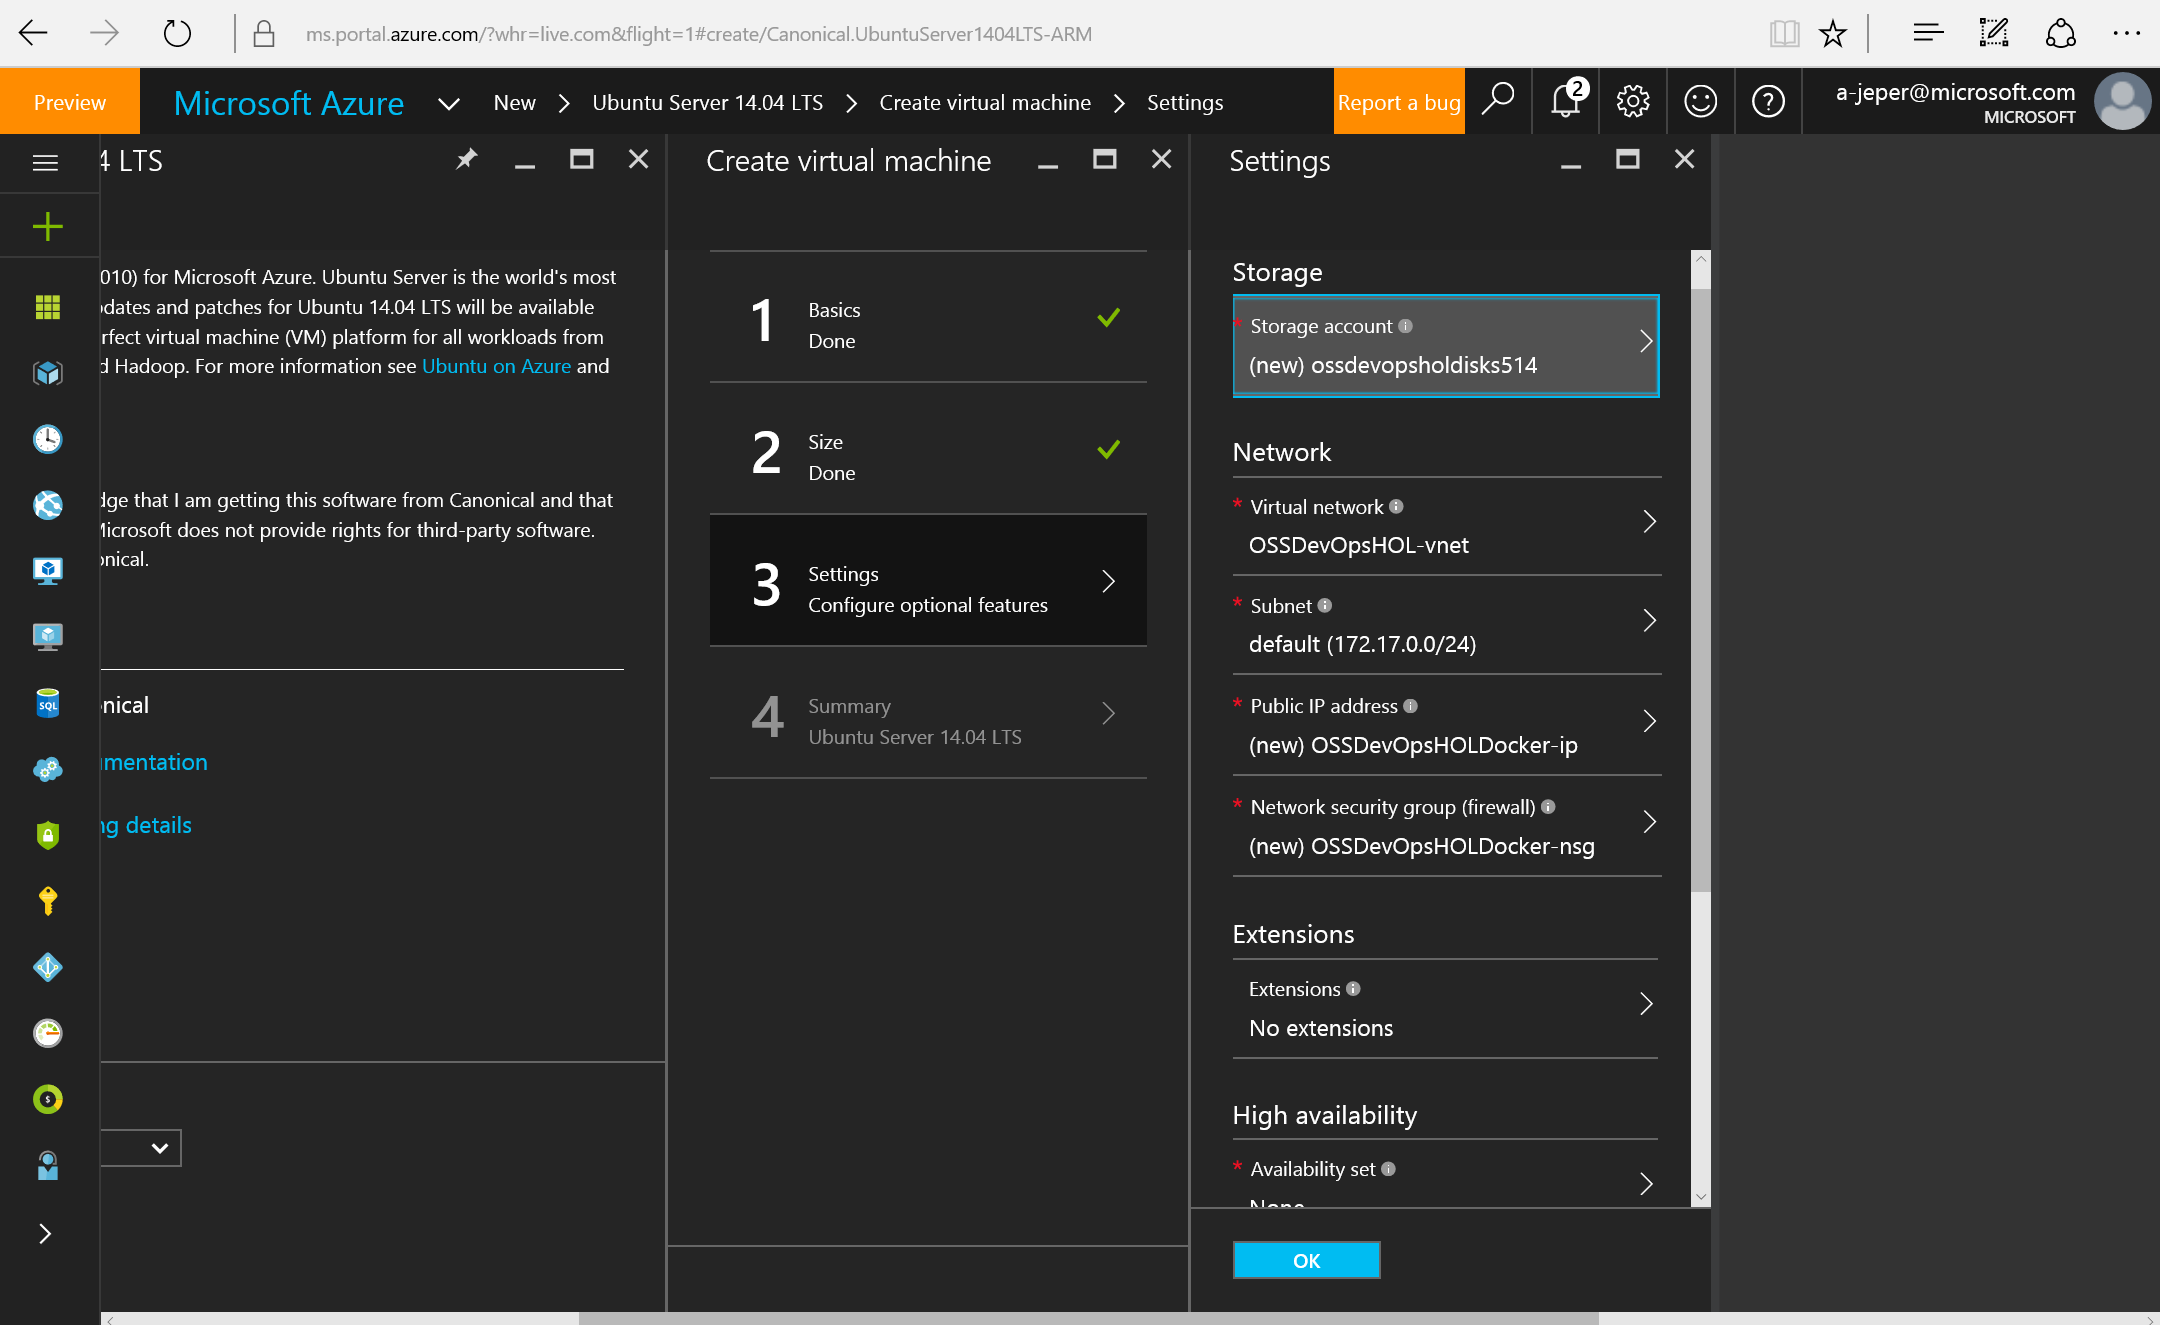 ms.portal.azure.com/?whr=live.com&flight=1#create/Canonical.UbuntuServer1404LTS-ARM
Preview
Microsoft Azure
New
Ubuntu Server 14.04 LTS
Create virtual machine
Settings
Report a bug
2
a-jeper@microsoft.com
MICROSOFT
4 LTS
010) for Microsoft Azure. Ubuntu Server is the world's most
dates and patches for Ubuntu 14.04 LTS will be available
rfect virtual machine (VM) platform for all workloads from
d Hadoop. For more information see Ubuntu on Azure and
dge that I am getting this software from Canonical and that
Microsoft does not provide rights for third-party software.
onical.
nical
mentation
ng details
SQL
$
Create virtual machine
1
Basics
Done
2
Size
Done
3
Settings
Configure optional features
4
Summary
Ubuntu Server 14.04 LTS
Settings
Storage
* Storage account
(new) ossdevopsholdisks514
Network
* Virtual network
OSSDevOpsHOL-vnet
* Subnet
default (172.17.0.0/24)
* Public IP address
(new) OSSDevOpsHOLDocker-ip
* Network security group (firewall)
(new) OSSDevOpsHOLDocker-nsg
Extensions
Extensions
No extensions
High availability
* Availability set
None
OK